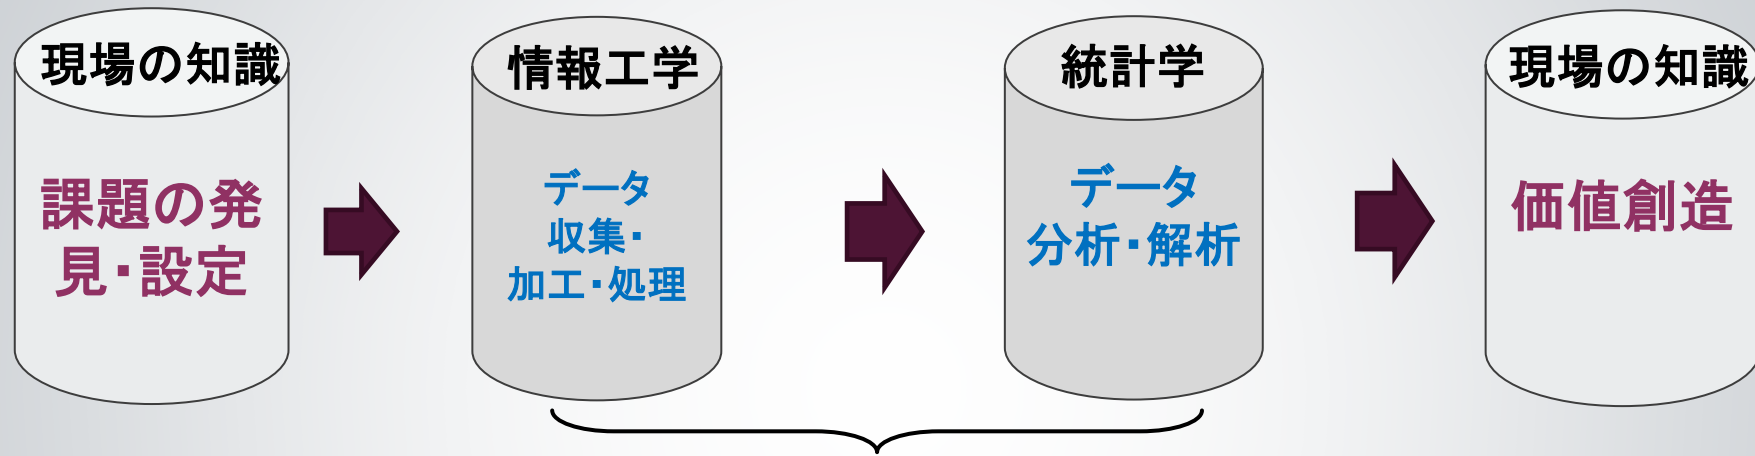 現場の知識
課題の発
見・設定
情報工学
データ
収集・
加工・処理
統計学
データ
分析・解析
現場の知識
価値創造